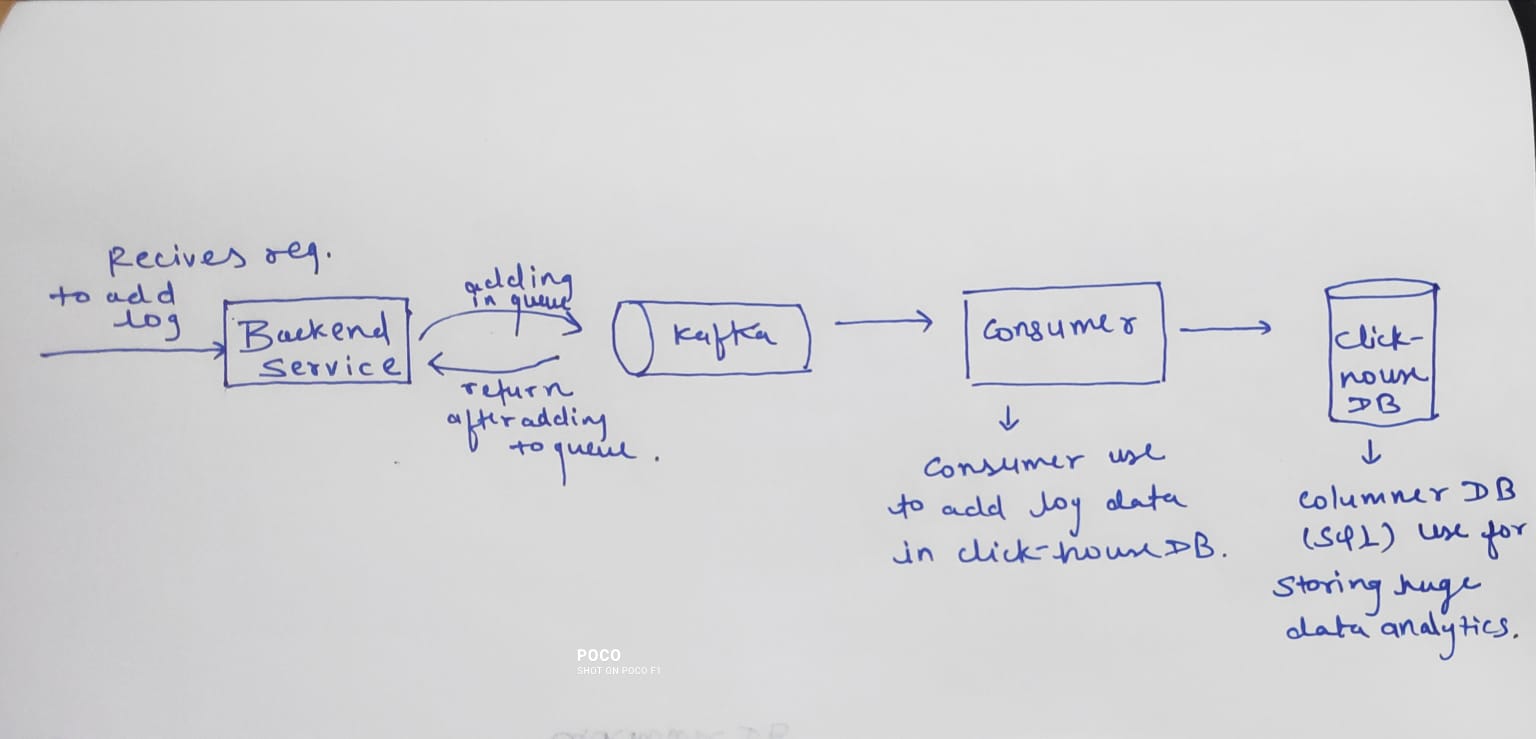 Recives req.
to add
log
Backend
Service
adding
in queue
return
after adding
to queue.
Kafka
Consumer
Consumer use
to add log data
in click-house DB.
Click-
house
DB
Columner DB
(SQL) use for
Storing huge
data analytics.
POCO
SHOT ON POCO F1